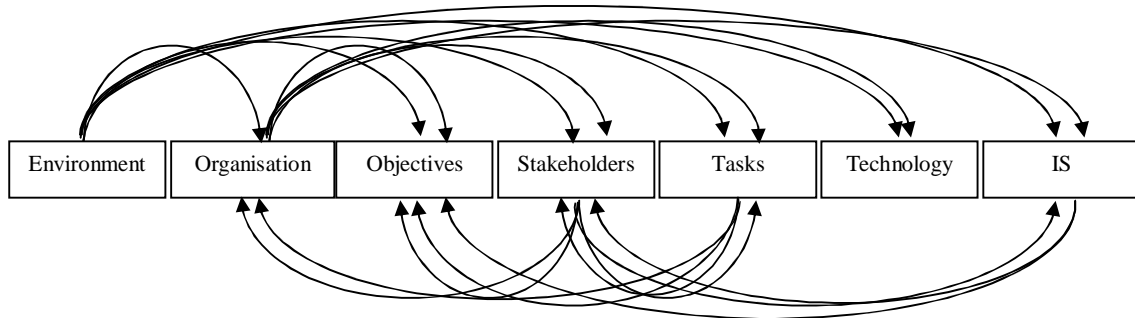 Environment
Organisation
Objectives
Stakeholders
Tasks
Technology
IS